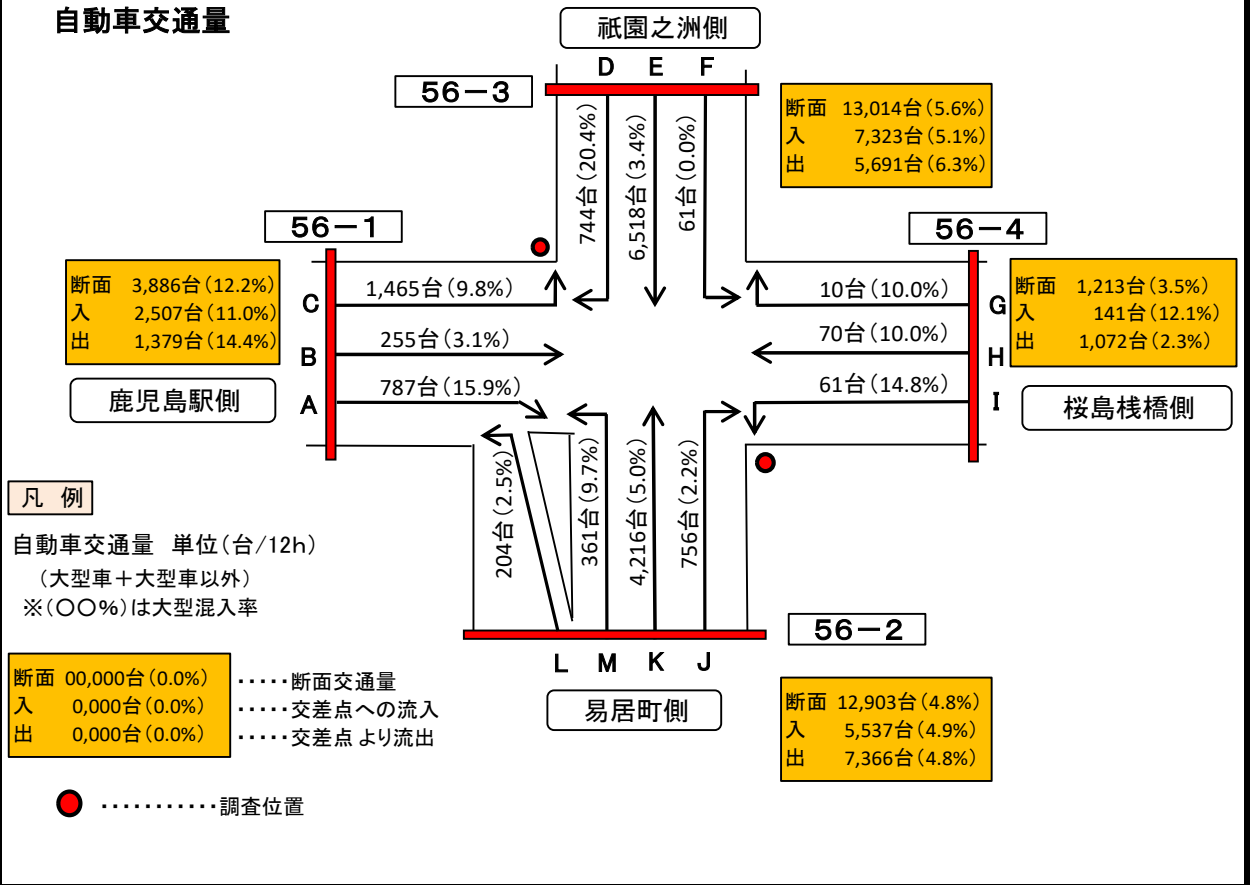 自動車交通量
祇園之洲側
D E F
56－3
断面 13,014台(5.6%)
入 7,323台(5.1%)
出 5,691台(6.3%)
744台(20.4%)
6,518台(3.4%)
61台(0.0%)
56－1
56－4
断面 3,886台(12.2%)
入 2,507台(11.0%)
出 1,379台(14.4%)
C
1,465台(9.8%)
B
255台(3.1%)
A
787台(15.9%)
鹿児島駅側
10台(10.0%)
G
70台(10.0%)
H
61台(14.8%)
I
断面 1,213台(3.5%)
入 141台(12.1%)
出 1,072台(2.3%)
桜島桟橋側
204台(2.5%)
361台(9.7%)
4,216台(5.0%)
756台(2.2%)
凡 例
自動車交通量 単位(台/12h)
(大型車＋大型車以外)
※(〇〇%)は大型混入率
56－2
L M K J
易居町側
断面 12,903台(4.8%)
入 5,537台(4.9%)
出 7,366台(4.8%)
断面 00,000台(0.0%) ・・・・・断面交通量
入 0,000台(0.0%) ・・・・・交差点への流入
出 0,000台(0.0%) ・・・・・交差点より流出
・・・・・・・・・・・調査位置